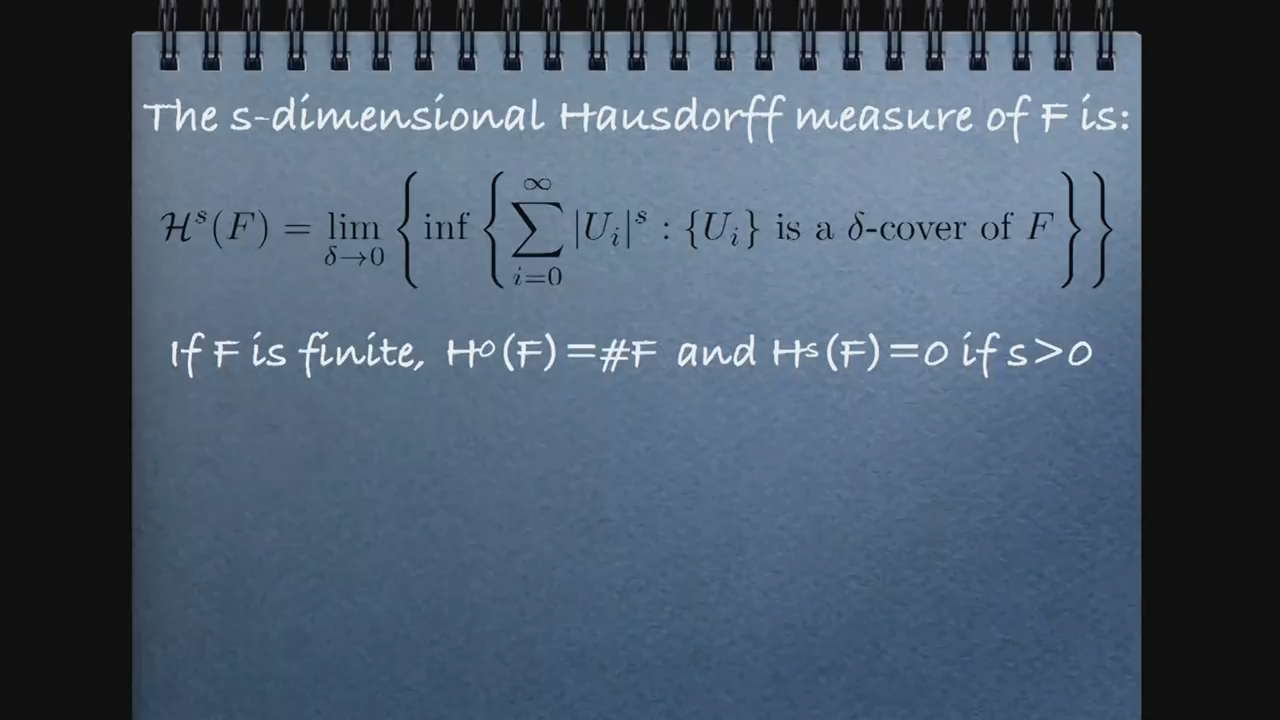 The s-dimensional Hausdorff measure of F is:
$\mathcal{H}^s(F) = \lim_{\delta \to 0} \left\{ \inf \left\{ \sum_{i=0}^{\infty} |U_i|^s : \{U_i\} \text{ is a } \delta\text{-cover of } F \right\} \right\}$
If F is finite, H⁰(F)=#F and Hˢ(F)=0 if s>0